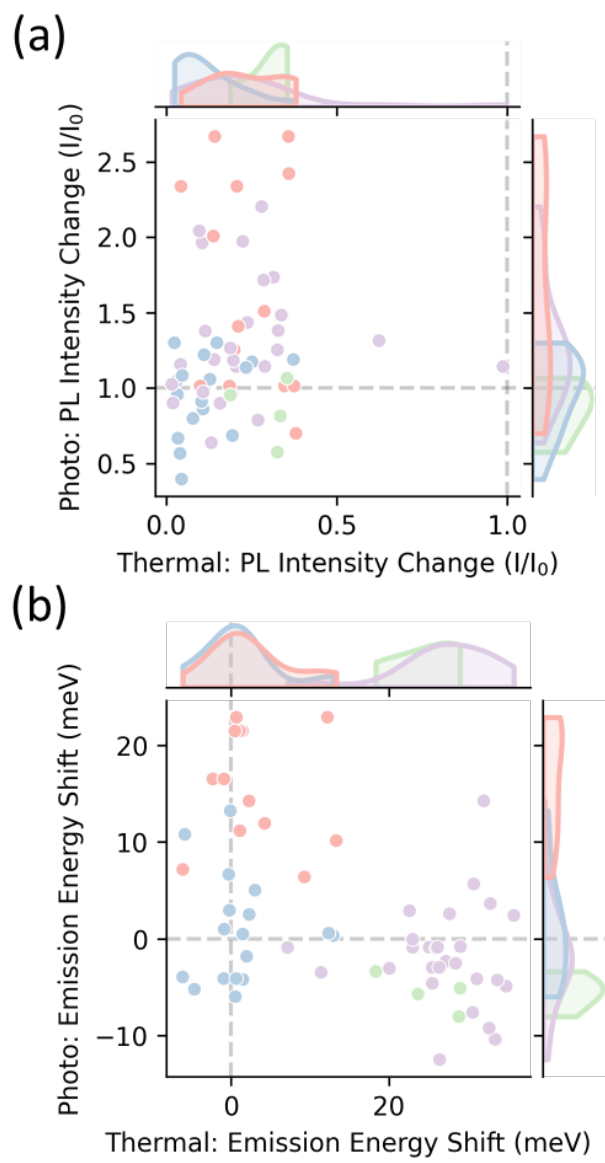 (a)
2.5
2.0
1.5
1.0
0.5
Photo: PL Intensity Change (I/I₀)
0.0 0.5 1.0
Thermal: PL Intensity Change (I/I₀)
(b)
20
10
0
−10
Photo: Emission Energy Shift (meV)
0 20
Thermal: Emission Energy Shift (meV)